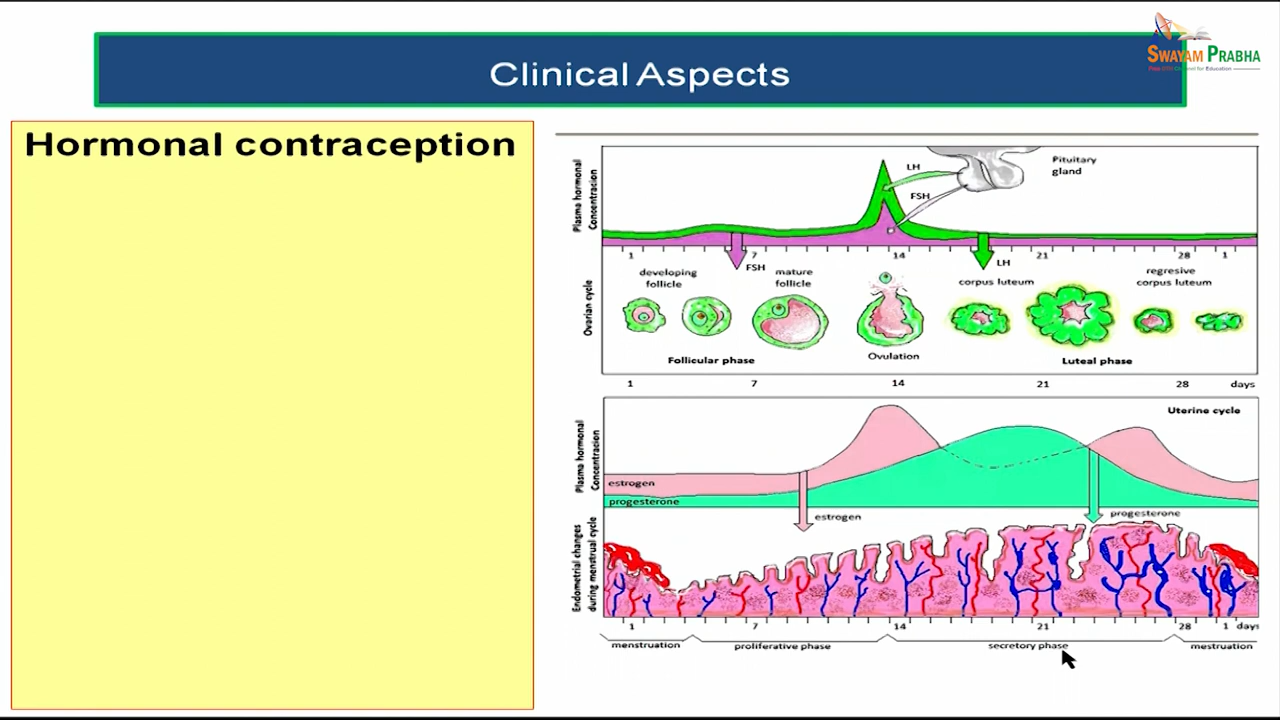 Clinical Aspects
SWAYAM PRABHA
Hormonal contraception
Plasma hormonal
Concentracion
LH
FSH
Pituitary
gland
1
7
14
21
28
1
FSH
LH
Ovarian cycle
developing
follicle
mature
follicle
corpus luteum
regresive
corpus luteum
Follicular phase
Ovulation
Luteal phase
1
7
14
21
28
days
Uterine cycle
Plasma hormonal
Concentracion
estrogen
progesterone
estrogen
progesterone
Endometrial changes
during menstrual cycle
1
7
14
21
28
1
days
menstruation
proliferative phase
secretory phase
mestruation